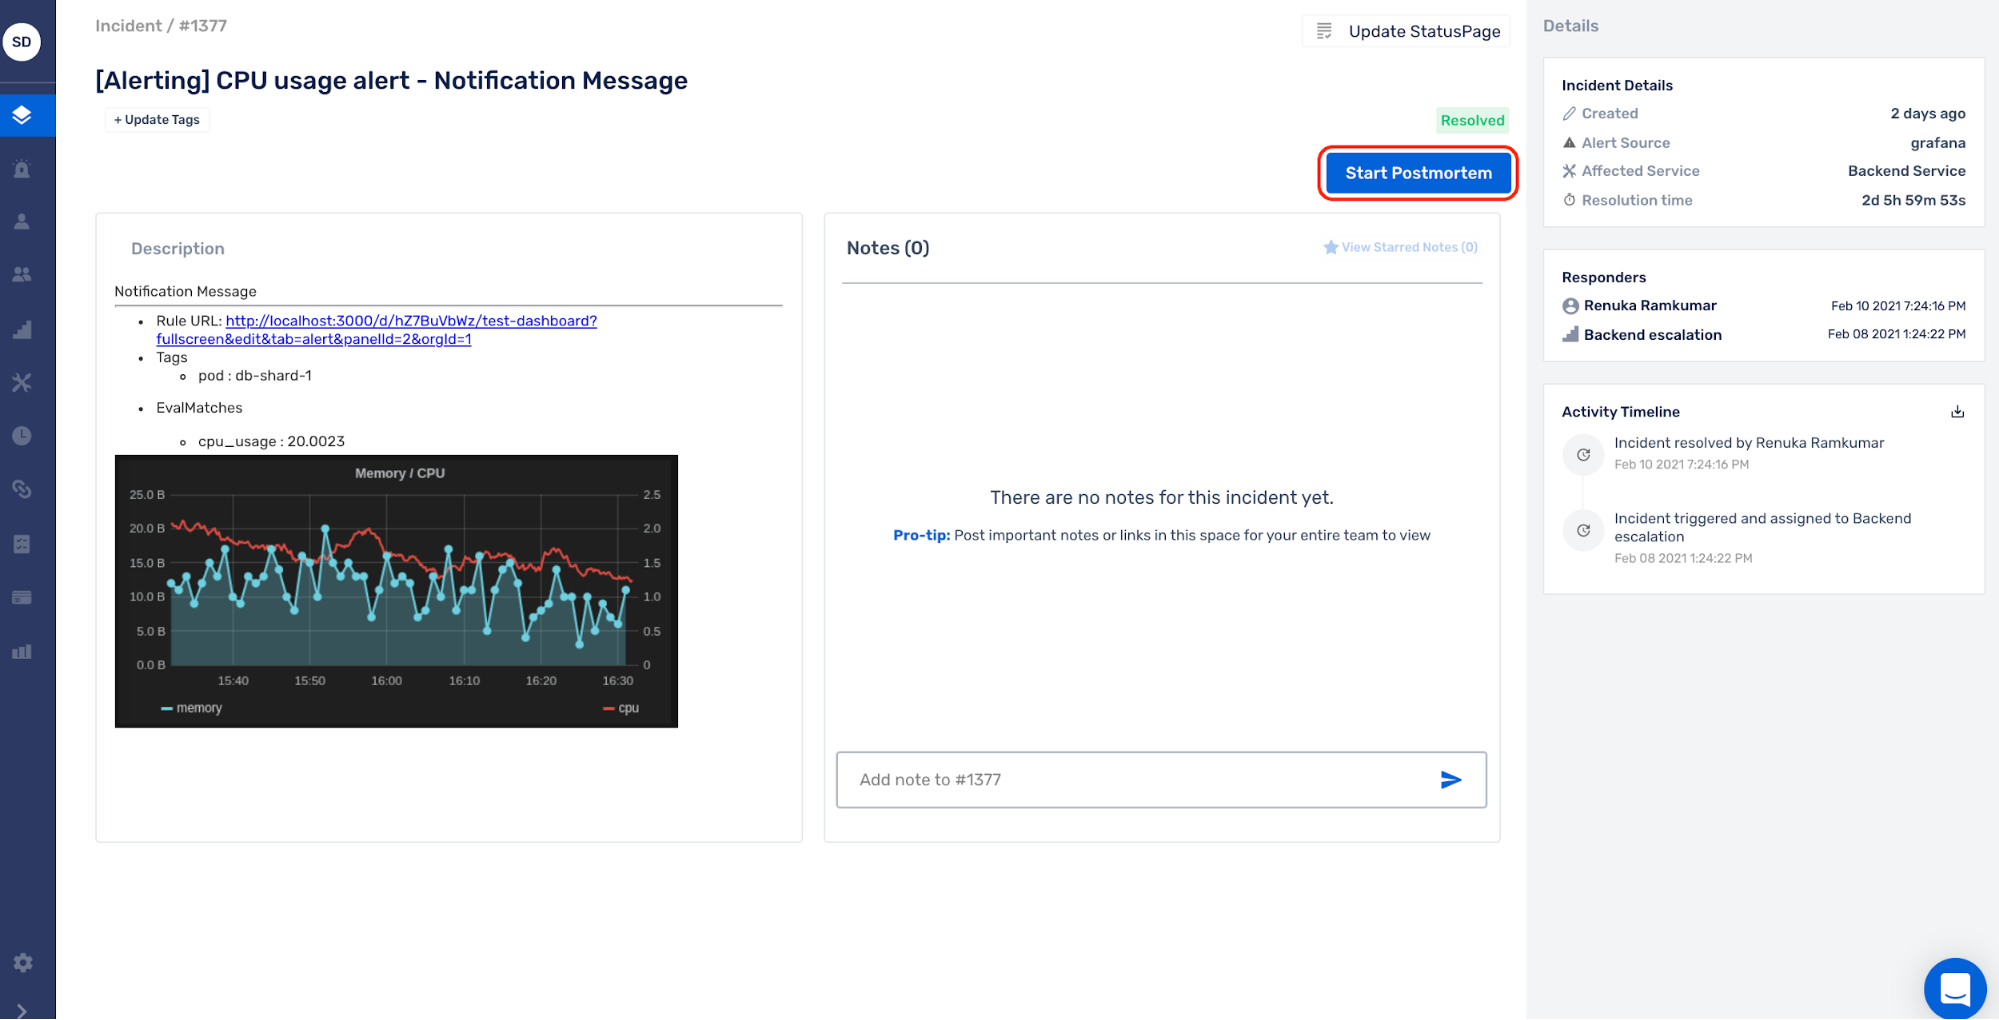 SD
Incident / #1377
Update StatusPage
[Alerting] CPU usage alert - Notification Message
+ Update Tags
Resolved
Start Postmortem
Description
Notification Message
Rule URL: http://localhost:3000/d/hZ7BuVbWz/test-dashboard?
fullscreen&edit&tab=alert&panelId=2&orgId=1
Tags
pod : db-shard-1
EvalMatches
cpu_usage : 20.0023
Memory / CPU
25.0 B 2.5
20.0 B 2.0
15.0 B 1.5
10.0 B 1.0
5.0 B 0.5
0.0 B 0
15:40 15:50 16:00 16:10 16:20 16:30
memory cpu
Notes (0)
View Starred Notes (0)
There are no notes for this incident yet.
Pro-tip: Post important notes or links in this space for your entire team to view
Add note to #1377
Details
Incident Details
Created 2 days ago
Alert Source grafana
Affected Service Backend Service
Resolution time 2d 5h 59m 53s
Responders
Renuka Ramkumar Feb 10 2021 7:24:16 PM
Backend escalation Feb 08 2021 1:24:22 PM
Activity Timeline
Incident resolved by Renuka Ramkumar
Feb 10 2021 7:24:16 PM
Incident triggered and assigned to Backend
escalation
Feb 08 2021 1:24:22 PM